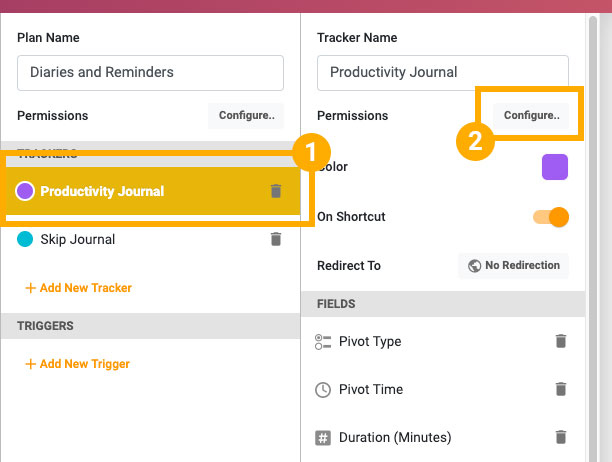 Plan Name
Diaries and Reminders
Permissions
Configure..
TRACKERS
1
Productivity Journal
Skip Journal
+ Add New Tracker
TRIGGERS
+ Add New Trigger
Tracker Name
Productivity Journal
Permissions
Configure..
2
Color
On Shortcut
Redirect To
No Redirection
FIELDS
Pivot Type
Pivot Time
# Duration (Minutes)